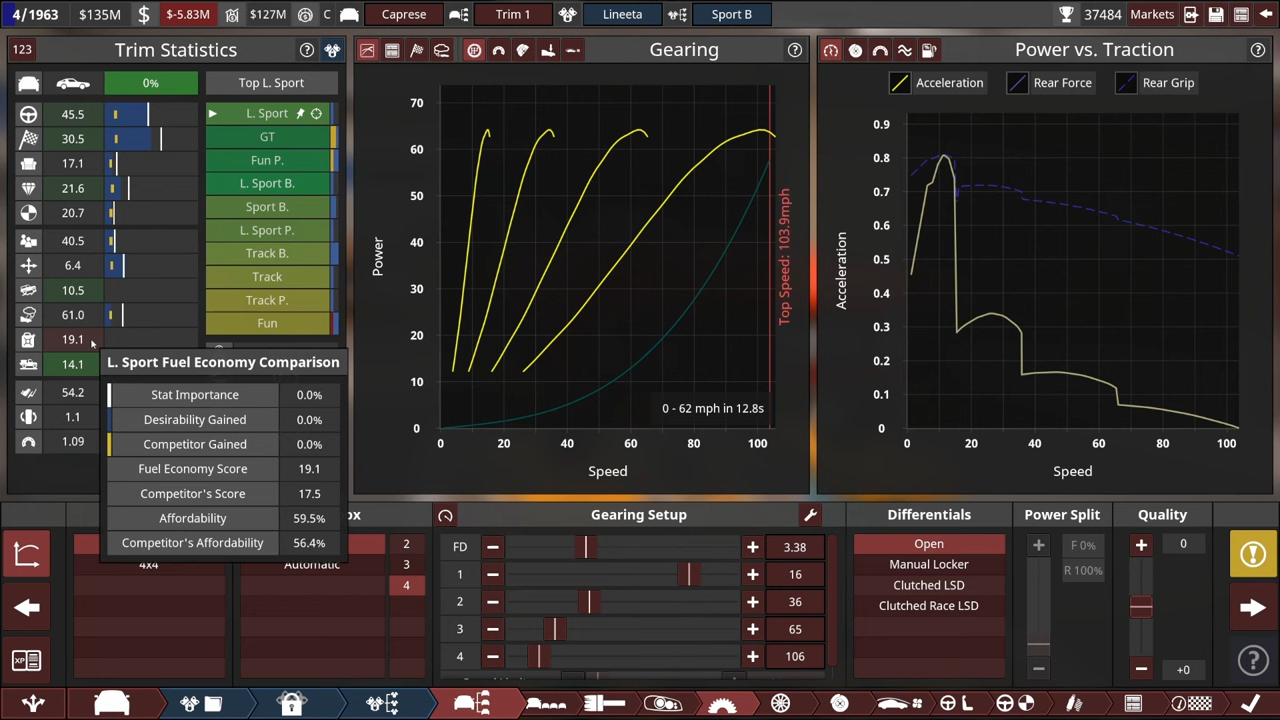 4/1963 $135M $-5.83M $127M C Caprese Trim 1 Lineeta Sport B 37484 Markets
123 Trim Statistics
0% Top L. Sport
45.5 L. Sport
30.5 GT
17.1 Fun P.
21.6 L. Sport B.
20.7 Sport B.
40.5 L. Sport P.
6.4 Track B.
10.5 Track
61.0 Track P.
19.1 Fun
14.1
54.2
1.1
1.09
L. Sport Fuel Economy Comparison
Stat Importance 0.0%
Desirability Gained 0.0%
Competitor Gained 0.0%
Fuel Economy Score 19.1
Competitor's Score 17.5
Affordability 59.5%
Competitor's Affordability 56.4%
Gearing
70
60
50
40
30
20
10
0
Power
0 20 40 60 80 100
Speed
Top Speed: 103.9mph
0 - 62 mph in 12.8s
Power vs. Traction
Acceleration Rear Force Rear Grip
0.9
0.8
0.7
0.6
0.5
0.4
0.3
0.2
0.1
0
Acceleration
0 20 40 60 80 100
Speed
4x4
Automatic
2
3
4
Gearing Setup
FD 3.38
1 16
2 36
3 65
4 106
Differentials
Open
Manual Locker
Clutched LSD
Clutched Race LSD
Power Split
F 0%
R 100%
Quality
0
+0